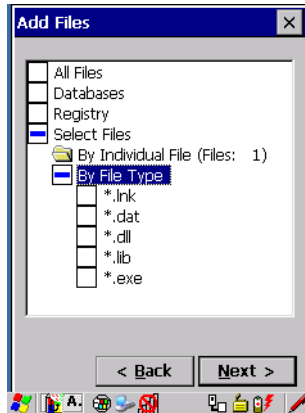 Add Files
All Files
Databases
Registry
Select Files
By Individual File (Files: 1)
By File Type
*.lnk
*.dat
*.dll
*.lib
*.exe
< Back
Next >
A.